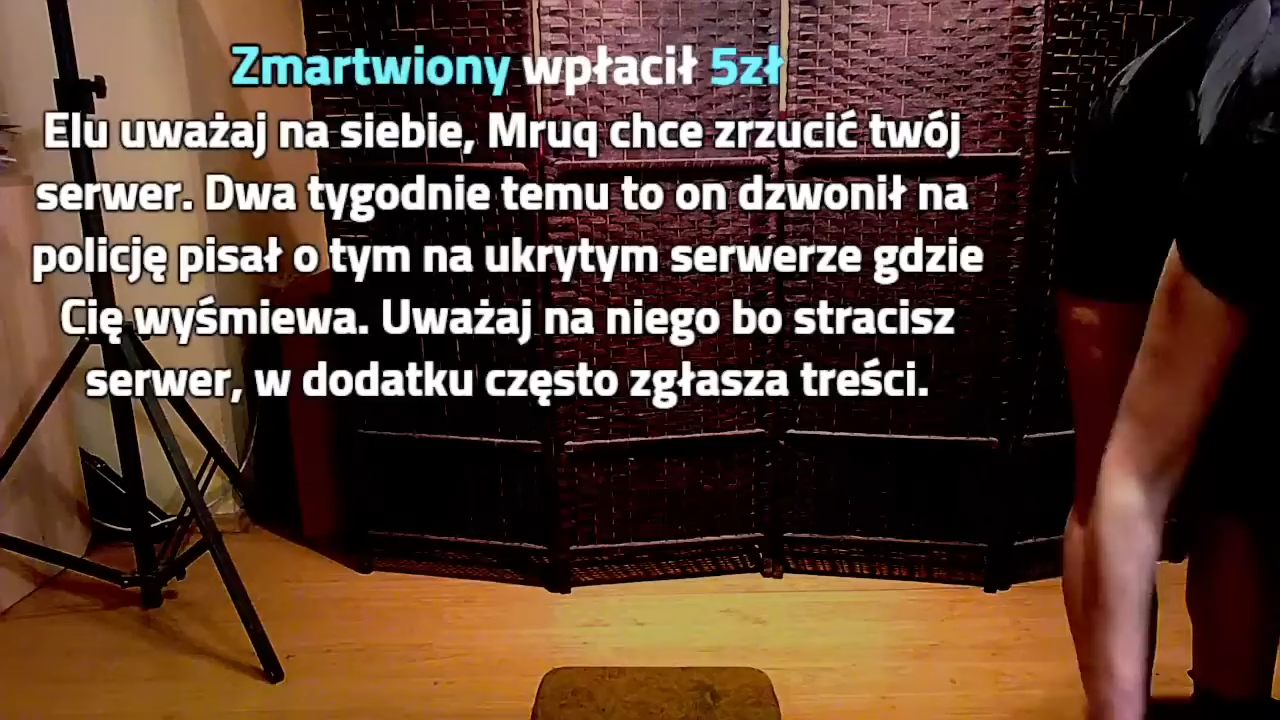 Zmartwiony wpłacił 5zł
Elu uważaj na siebie, Mruq chce zrzucić twój
serwer. Dwa tygodnie temu to on dzwonił na
policję pisał o tym na ukrytym serwerze gdzie
Cię wyśmiewa. Uważaj na niego bo stracisz
serwer, w dodatku często zgłasza treści.